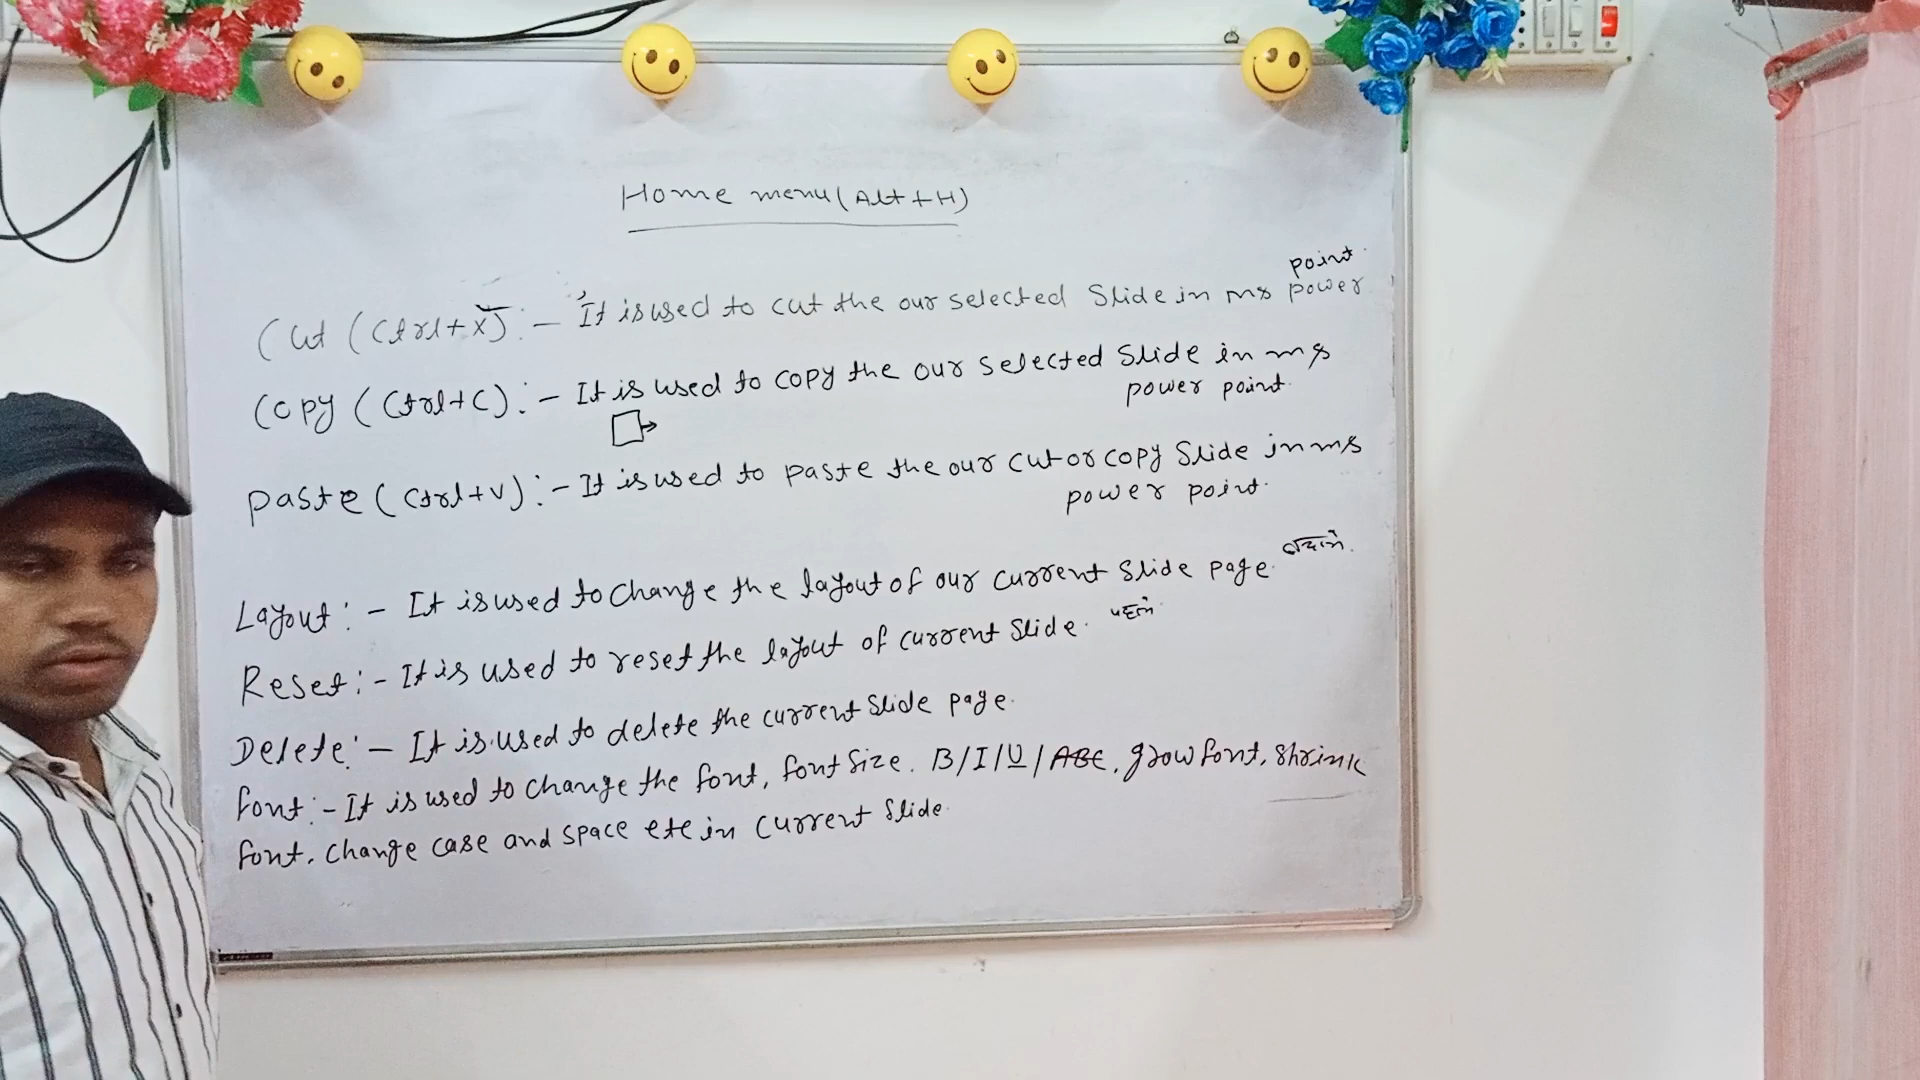 Home menu (Alt+H)
Cut (Ctrl+X) :- It is used to cut the our selected Slide in ms power point.
Copy (Ctrl+C) :- It is used to copy the our selected Slide in ms
power point.
paste (Ctrl+V) :- It is used to paste the our cut or copy Slide in ms
power point.
Layout :- It is used to change the layout of our current slide page.
Reset :- It is used to reset the layout of current slide.
Delete :- It is used to delete the current slide page.
font :- It is used to change the font, font size. B/I/U/ABC, grow font, shrink
font, change case and space etc in current slide.